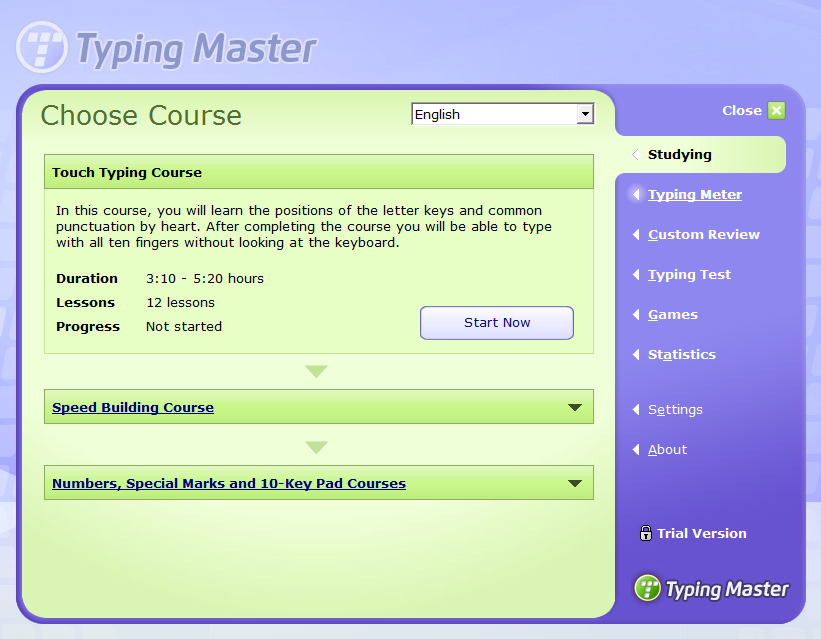 Typing Master
Choose Course
English
Close
Touch Typing Course
In this course, you will learn the positions of the letter keys and common
punctuation by heart. After completing the course you will be able to type
with all ten fingers without looking at the keyboard.
Duration 3:10 - 5:20 hours
Lessons 12 lessons
Progress Not started
Start Now
Speed Building Course
Numbers, Special Marks and 10-Key Pad Courses
Studying
Typing Meter
Custom Review
Typing Test
Games
Statistics
Settings
About
Trial Version
Typing Master